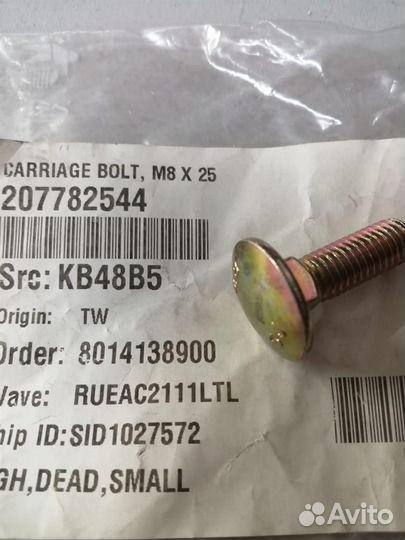 CARRIAGE BOLT, M8 X 25
207782544
Src: KB48B5
Origin: TW
Order: 8014138900
Wave: RUEAC2111LTL
hip ID:SID1027572
GH,DEAD,SMALL
Avito